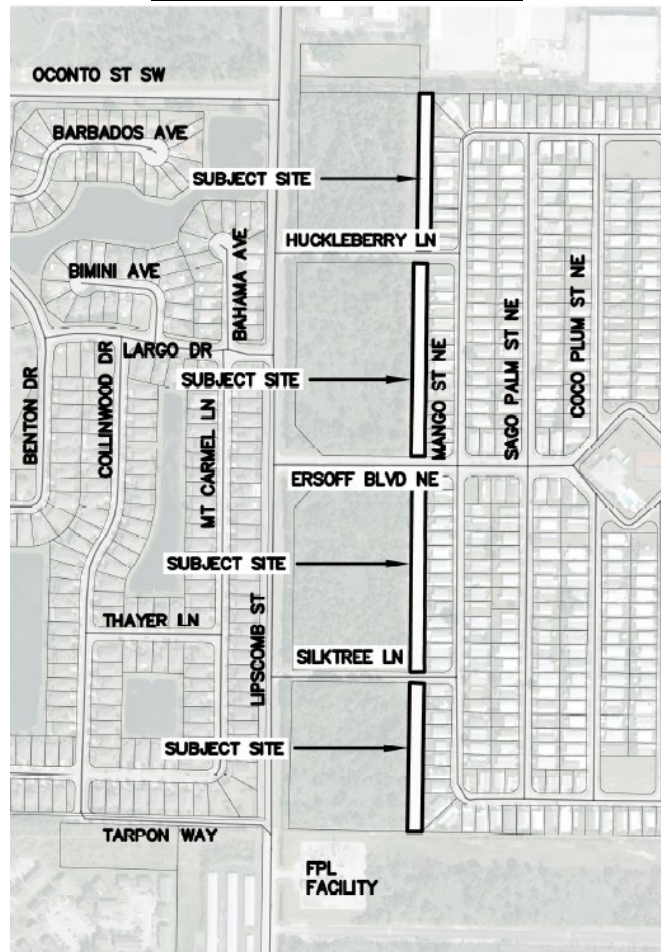 OCONTO ST SW
BARBADOS AVE
SUBJECT SITE
HUCKLEBERRY LN
BAHAMA AVE
BIMINI AVE
LARGO DR
SUBJECT SITE
BENTON DR
COLLINWOOD DR
MT CARMEL LN
MANGO ST NE
SAGO PALM ST NE
COCO PLUM ST NE
ERSOFF BLVD NE
SUBJECT SITE
THAYER LN
LIPSCOMB ST
SILKTREE LN
SUBJECT SITE
TARPON WAY
FPL
FACILITY